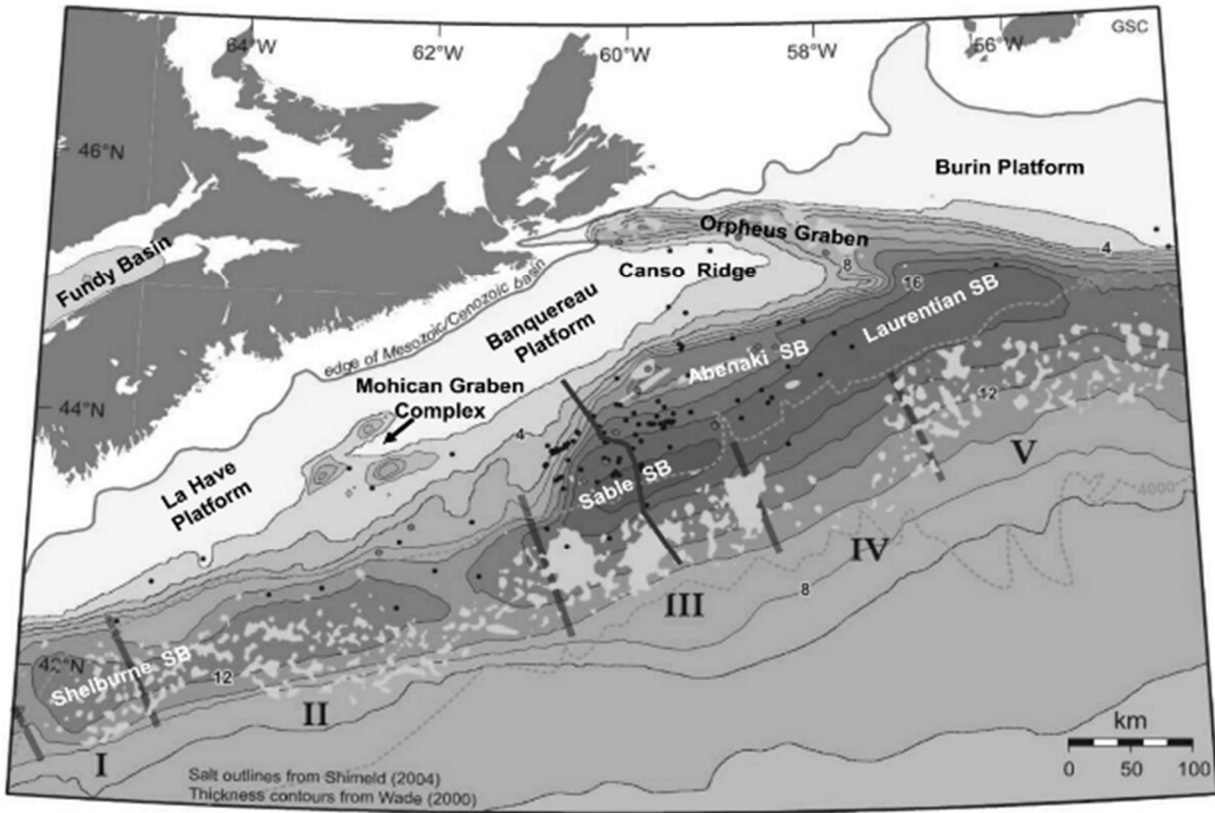 GSC
64°W
62°W
60°W
58°W
56°W
46°N
Burin Platform
Orpheus Graben
Fundy Basin
4
Canso Ridge
8
edge of Mesozoic/Cenozoic basin
16
Laurentian SB
Banquereau
Platform
Abenaki SB
44°N
Mohican Graben
Complex
12
4
La Have
Platform
Sable SB
V
4000
IV
III
8
42°N
Shelburne SB
12
II
I
km
0 50 100
Salt outlines from Shimeld (2004)
Thickness contours from Wade (2000)